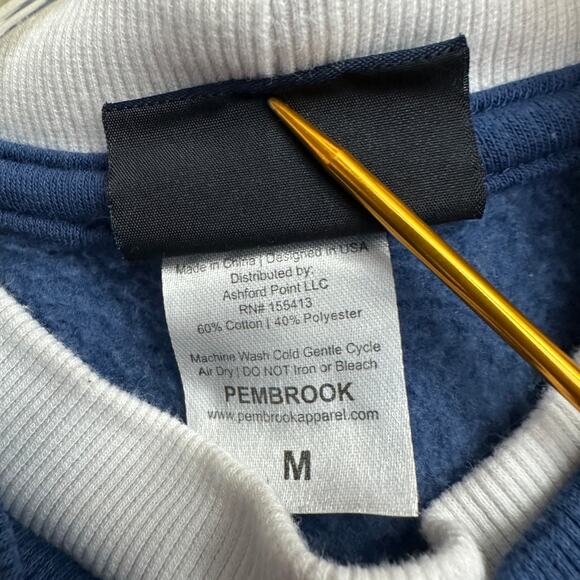 Made in China | Designed in USA
Distributed by:
Ashford Point LLC
RN# 155413
60% Cotton | 40% Polyester
Machine Wash Cold Gentle Cycle
Air Dry | DO NOT Iron or Bleach
PEMBROOK
www.pembrookapparel.com
M